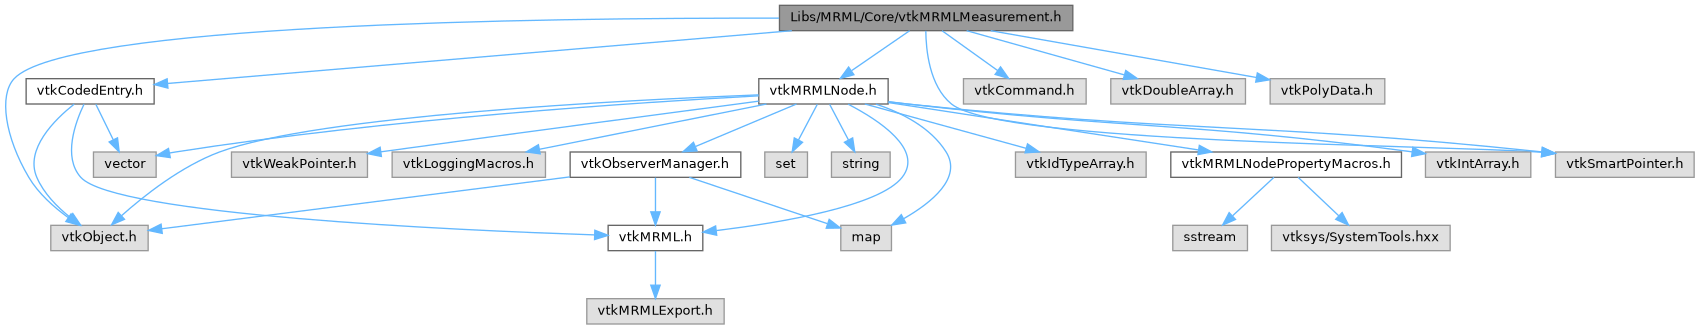 Libs/MRML/Core/vtkMRMLMeasurement.h
vtkCodedEntry.h
vtkMRMLNode.h
vtkCommand.h
vtkDoubleArray.h
vtkPolyData.h
vector
vtkWeakPointer.h
vtkLoggingMacros.h
vtkObserverManager.h
set
string
vtkIdTypeArray.h
vtkMRMLNodePropertyMacros.h
vtkIntArray.h
vtkSmartPointer.h
vtkObject.h
vtkMRML.h
map
sstream
vtksys/SystemTools.hxx
vtkMRMLExport.h